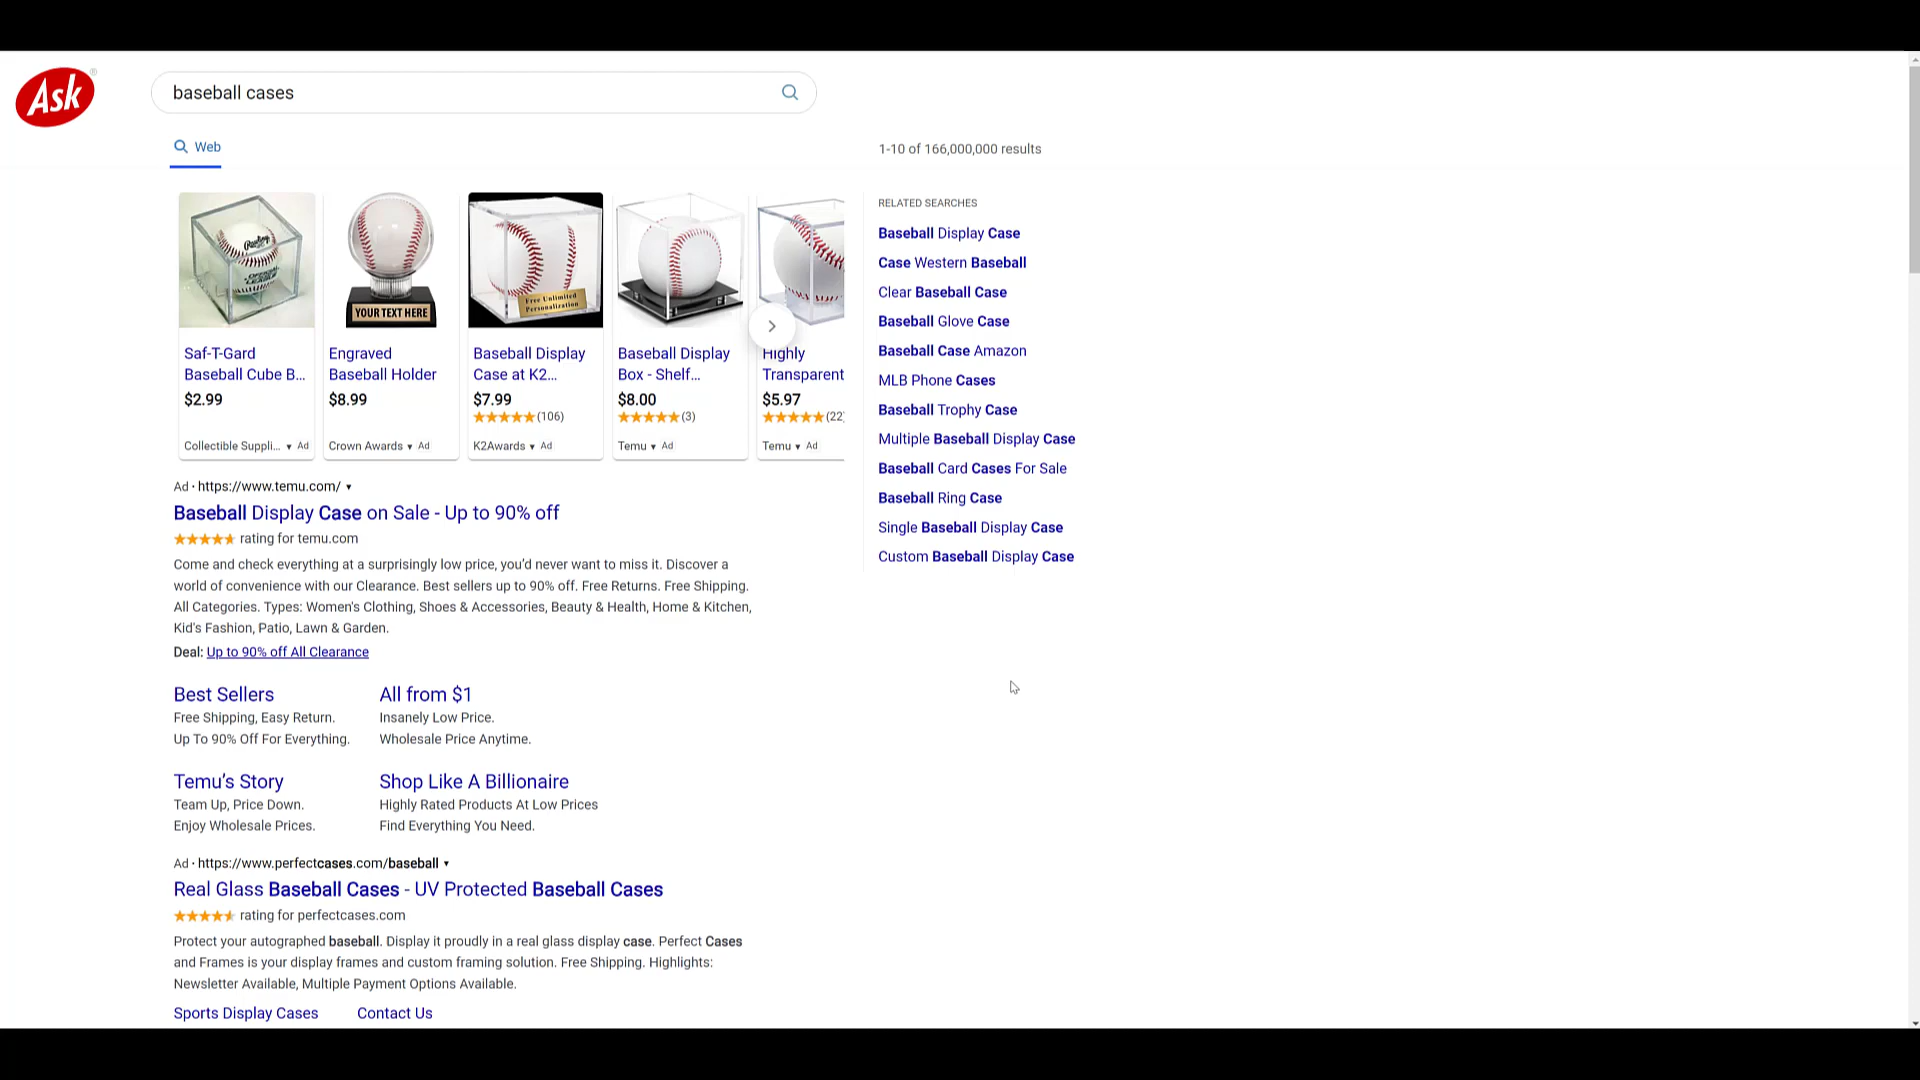 Ask
baseball cases
Web
1-10 of 166,000,000 results
Rawlings
OFFICIAL
LEAGUE
YOUR TEXT HERE
Free Unlimited
Personalization
Saf-T-Gard
Baseball Cube B...
$2.99
Collectible Suppli... ▾ Ad
Engraved
Baseball Holder
$8.99
Crown Awards ▾ Ad
Baseball Display
Case at K2...
$7.99
★★★★★(106)
K2Awards ▾ Ad
Baseball Display
Box - Shelf...
$8.00
★★★★★(3)
Temu ▾ Ad
Highly
Transparent
$5.97
★★★★★(22
Temu ▾ Ad
Ad · https://www.temu.com/ ▾
Baseball Display Case on Sale - Up to 90% off
rating for temu.com
Come and check everything at a surprisingly low price, you’d never want to miss it. Discover a
world of convenience with our Clearance. Best sellers up to 90% off. Free Returns. Free Shipping.
All Categories. Types: Women's Clothing, Shoes & Accessories, Beauty & Health, Home & Kitchen,
Kid's Fashion, Patio, Lawn & Garden.
Deal: Up to 90% off All Clearance
Best Sellers
Free Shipping, Easy Return.
Up To 90% Off For Everything.
All from $1
Insanely Low Price.
Wholesale Price Anytime.
Temu’s Story
Team Up, Price Down.
Enjoy Wholesale Prices.
Shop Like A Billionaire
Highly Rated Products At Low Prices
Find Everything You Need.
Ad · https://www.perfectcases.com/baseball ▾
Real Glass Baseball Cases - UV Protected Baseball Cases
rating for perfectcases.com
Protect your autographed baseball. Display it proudly in a real glass display case. Perfect Cases
and Frames is your display frames and custom framing solution. Free Shipping. Highlights:
Newsletter Available, Multiple Payment Options Available.
Sports Display Cases
Contact Us
RELATED SEARCHES
Baseball Display Case
Case Western Baseball
Clear Baseball Case
Baseball Glove Case
Baseball Case Amazon
MLB Phone Cases
Baseball Trophy Case
Multiple Baseball Display Case
Baseball Card Cases For Sale
Baseball Ring Case
Single Baseball Display Case
Custom Baseball Display Case